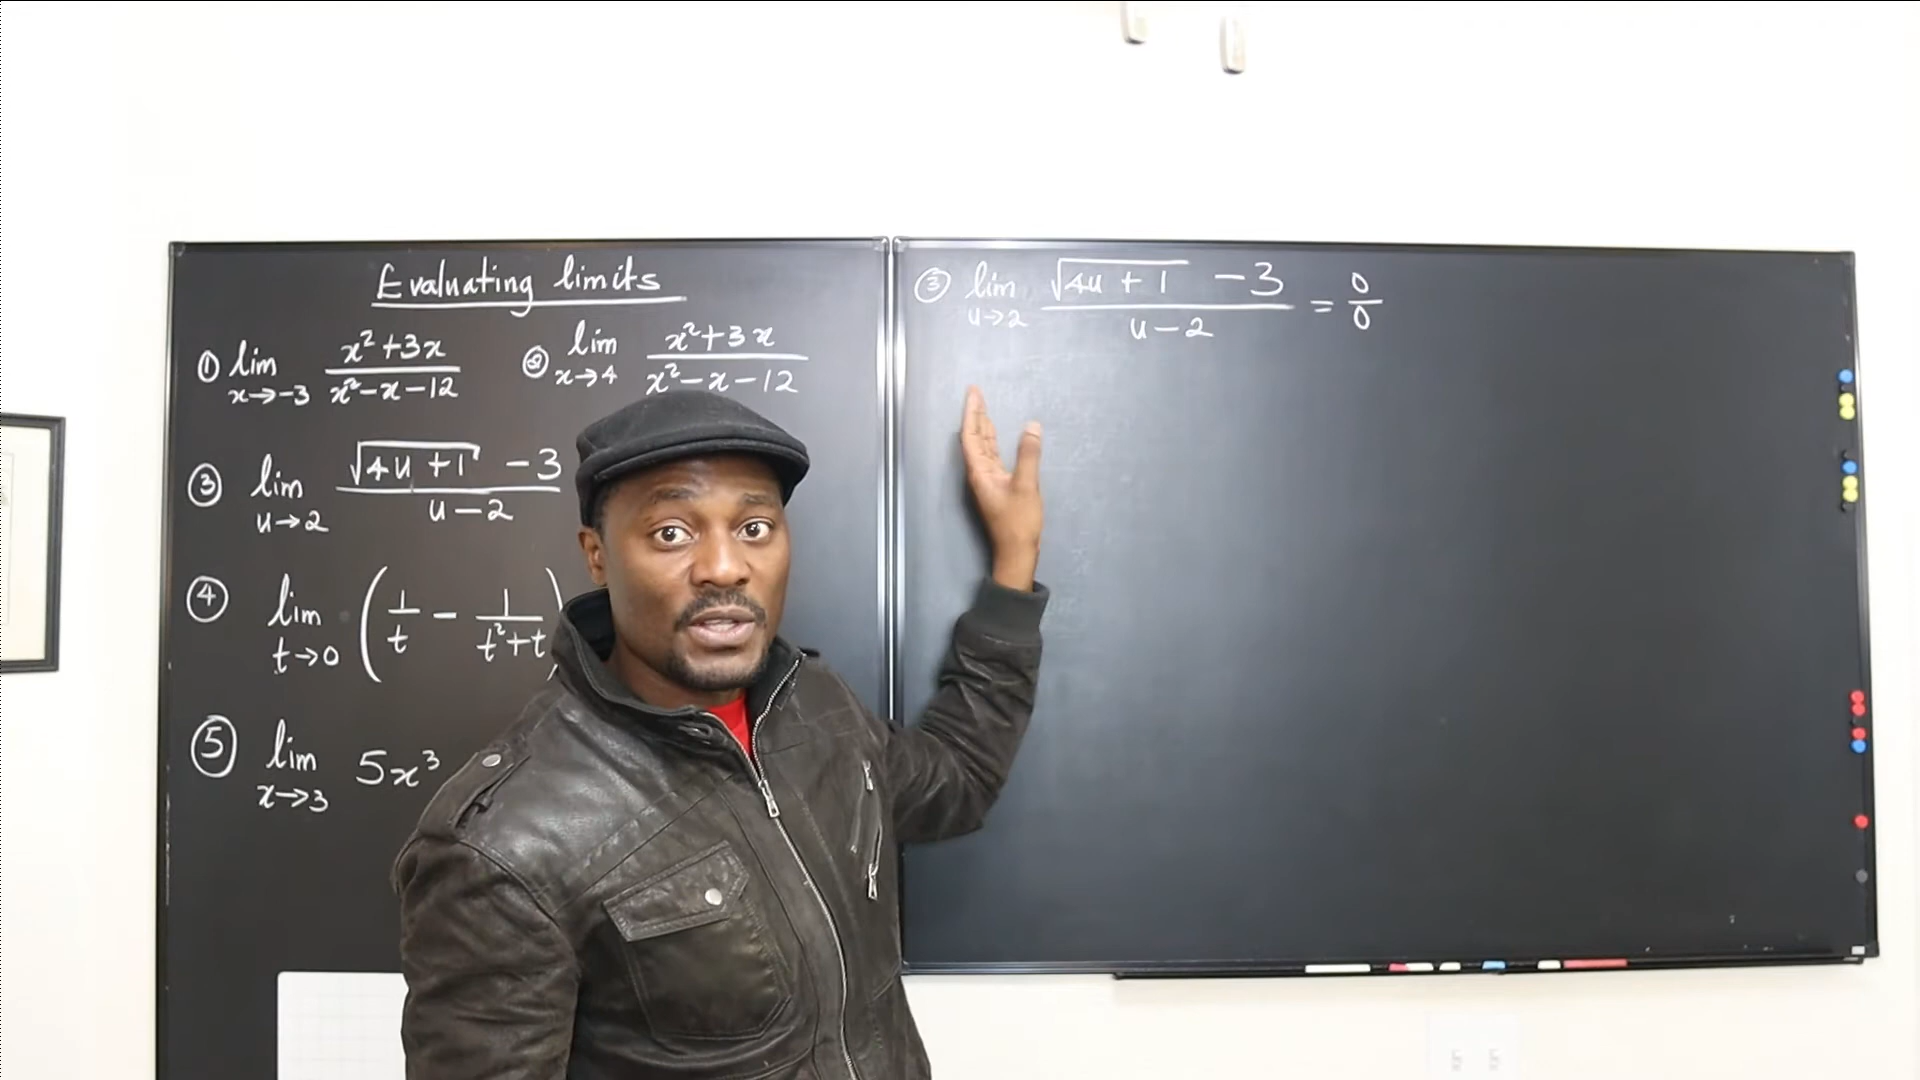 Evaluating limits
① lim x→-3 (x²+3x)/(x²-x-12) ② lim x→4 (x²+3x)/(x²-x-12)
③ lim u→2 (√(4u+1) -3)/(u-2)
④ lim t→0 (1/t - 1/(t²+t))
⑤ lim x→3 5x³
③ lim u→2 (√(4u+1) -3)/(u-2) = 0/0